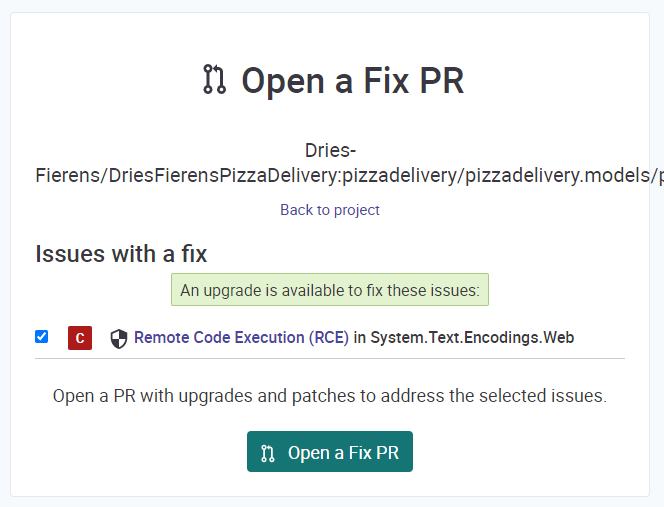 Open a Fix PR
Dries-
Fierens/DriesFierensPizzaDelivery:pizzadelivery/pizzadelivery.models/p
Back to project
Issues with a fix
An upgrade is available to fix these issues:
C Remote Code Execution (RCE) in System.Text.Encodings.Web
Open a PR with upgrades and patches to address the selected issues.
Open a Fix PR